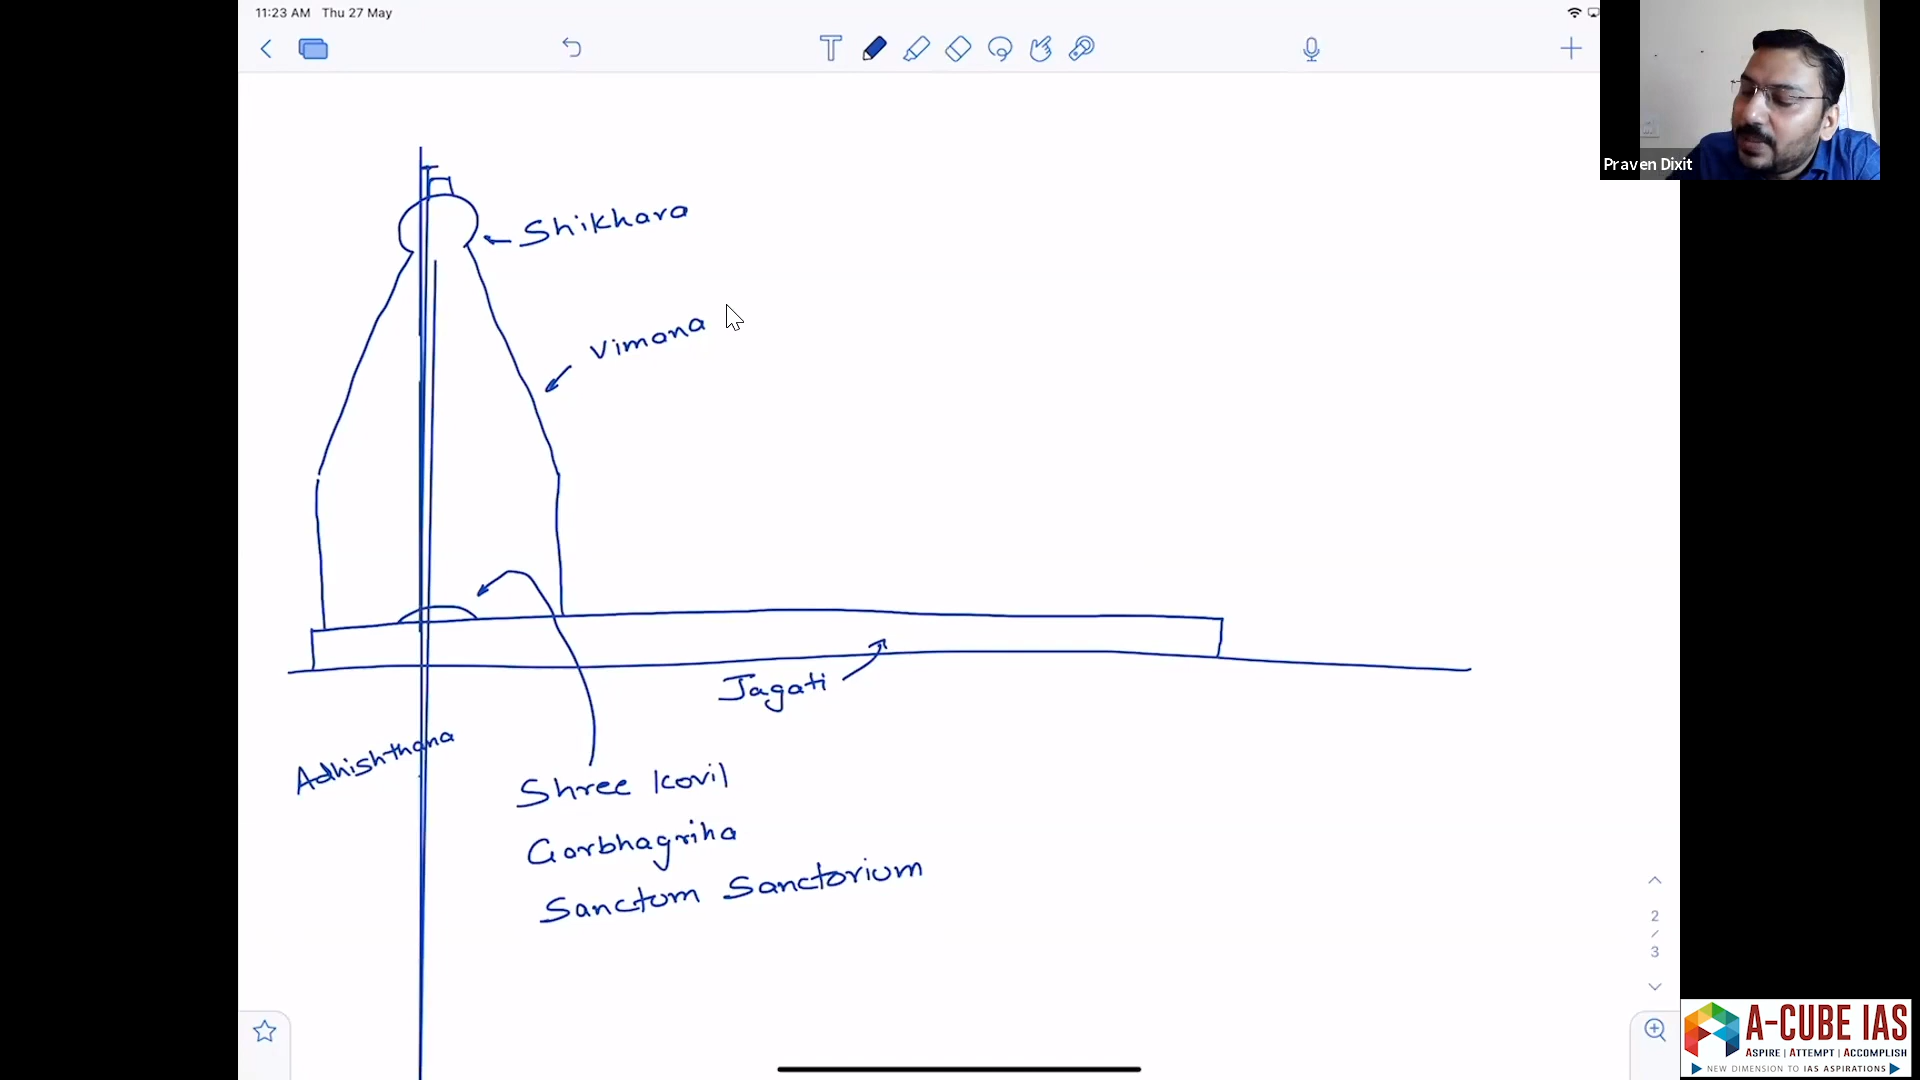 11:23 AM Thu 27 May
Praven Dixit
Shikhara
Vimana
Jagati
Adhishthana
Shree Kovil
Garbhagriha
Sanctum Sanctorium
2
/
3
A-CUBE IAS
ASPIRE | ATTEMPT | ACCOMPLISH
NEW DIMENSION TO IAS ASPIRATIONS